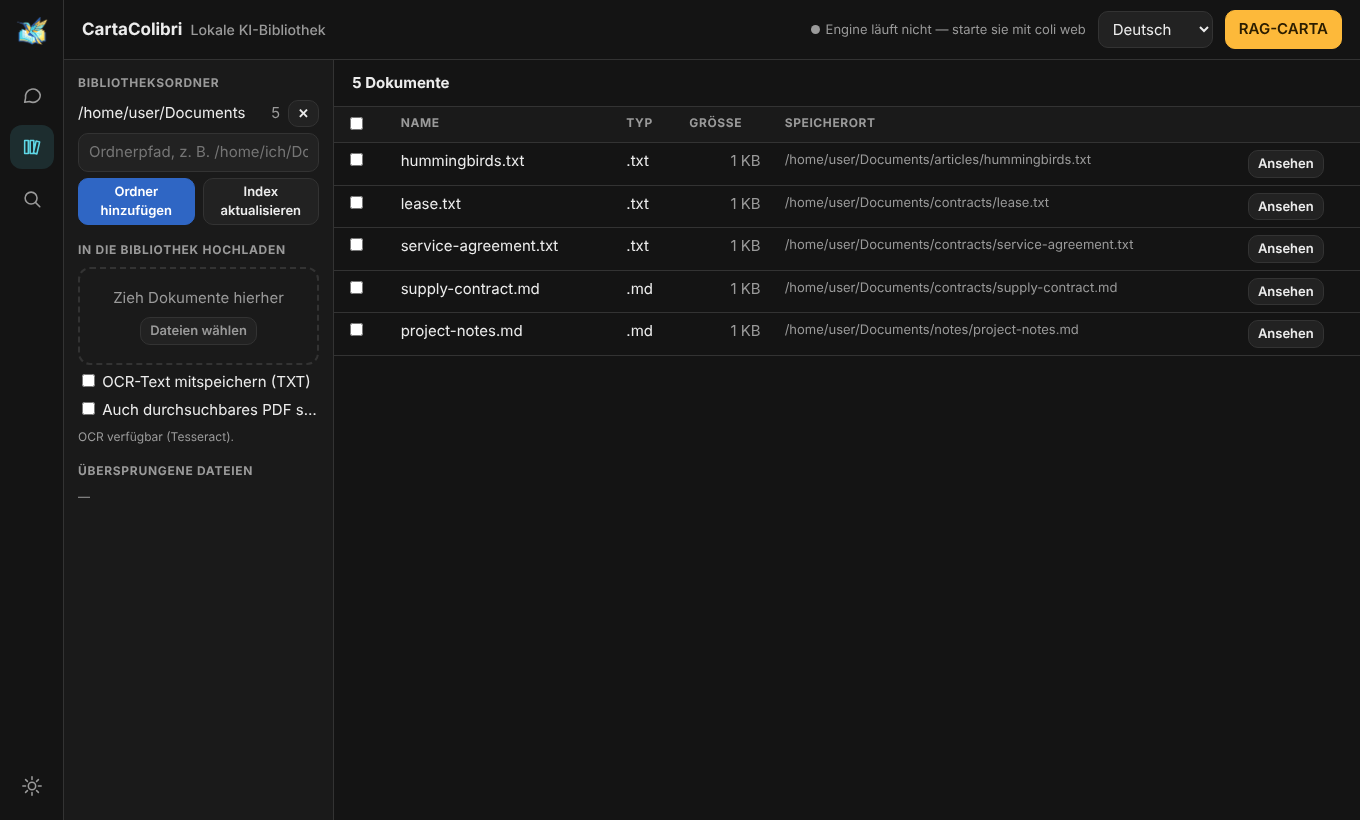 CartaColibri Lokale KI-Bibliothek
Engine läuft nicht — starte sie mit coli web
Deutsch
RAG-CARTA
BIBLIOTHEKSORDNER
/home/user/Documents 5 ×
Ordnerpfad, z. B. /home/ich/Do
Ordner
hinzufügen
Index
aktualisieren
IN DIE BIBLIOTHEK HOCHLADEN
Zieh Dokumente hierher
Dateien wählen
OCR-Text mitspeichern (TXT)
Auch durchsuchbares PDF s...
OCR verfügbar (Tesseract).
ÜBERSPRUNGENE DATEIEN
—
5 Dokumente
NAME TYP GRÖSSE SPEICHERORT
hummingbirds.txt .txt 1 KB /home/user/Documents/articles/hummingbirds.txt Ansehen
lease.txt .txt 1 KB /home/user/Documents/contracts/lease.txt Ansehen
service-agreement.txt .txt 1 KB /home/user/Documents/contracts/service-agreement.txt Ansehen
supply-contract.md .md 1 KB /home/user/Documents/contracts/supply-contract.md Ansehen
project-notes.md .md 1 KB /home/user/Documents/notes/project-notes.md Ansehen